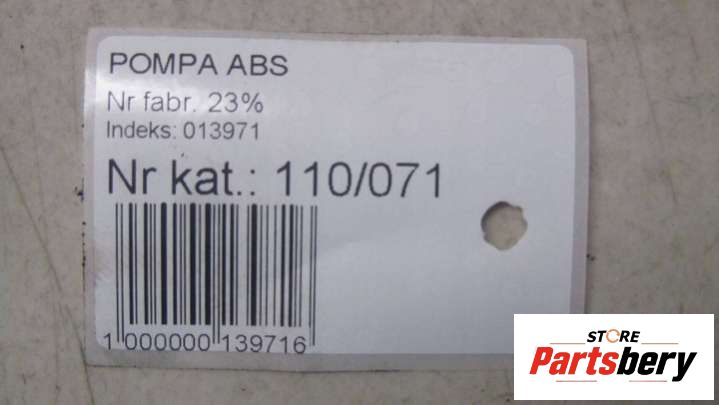 POMPA ABS
Nr fabr. 23%
Indeks: 013971
Nr kat.: 110/071
1 000000 139716
STORE
Partsbery